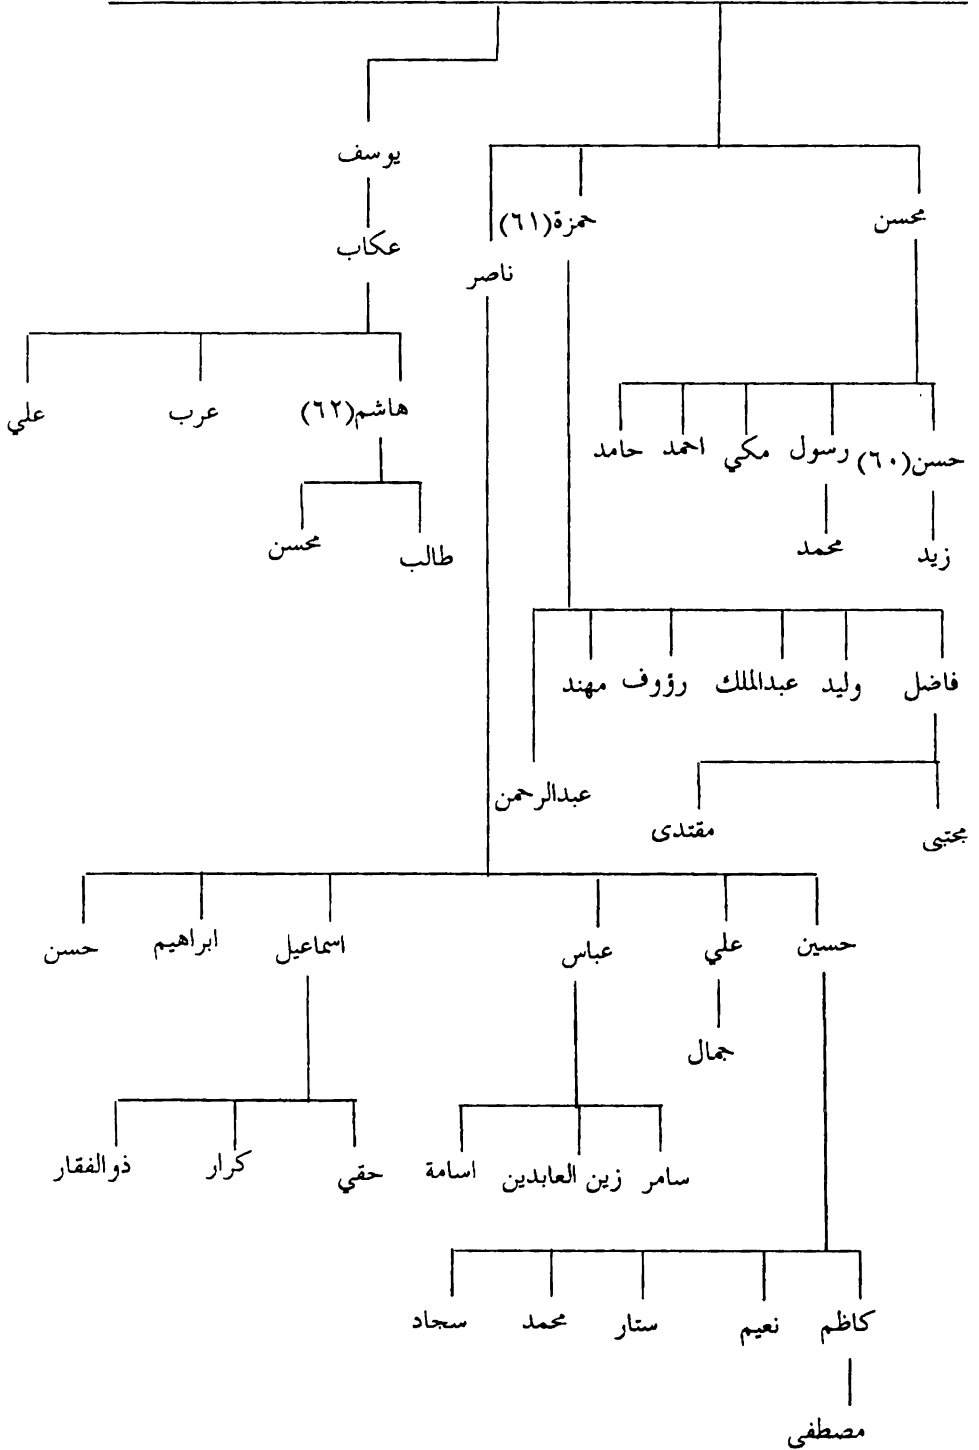 يوسف
محسن
حمزة(٦١)
عكاب
ناصر
هاشم(٦٢)
عرب
علي
حسن(٦٠)
رسول
مكي
احمد
حامد
زيد
محمد
طالب
محسن
فاضل
وليد
عبدالملك
رؤوف
مهند
عبدالرحمن
مجتبى
مقتدى
حسين
علي
عباس
اسماعيل
ابراهيم
حسن
جمال
سامر
زين العابدين
اسامة
حقي
كرار
ذوالفقار
كاظم
نعيم
ستار
محمد
سجاد
مصطفى